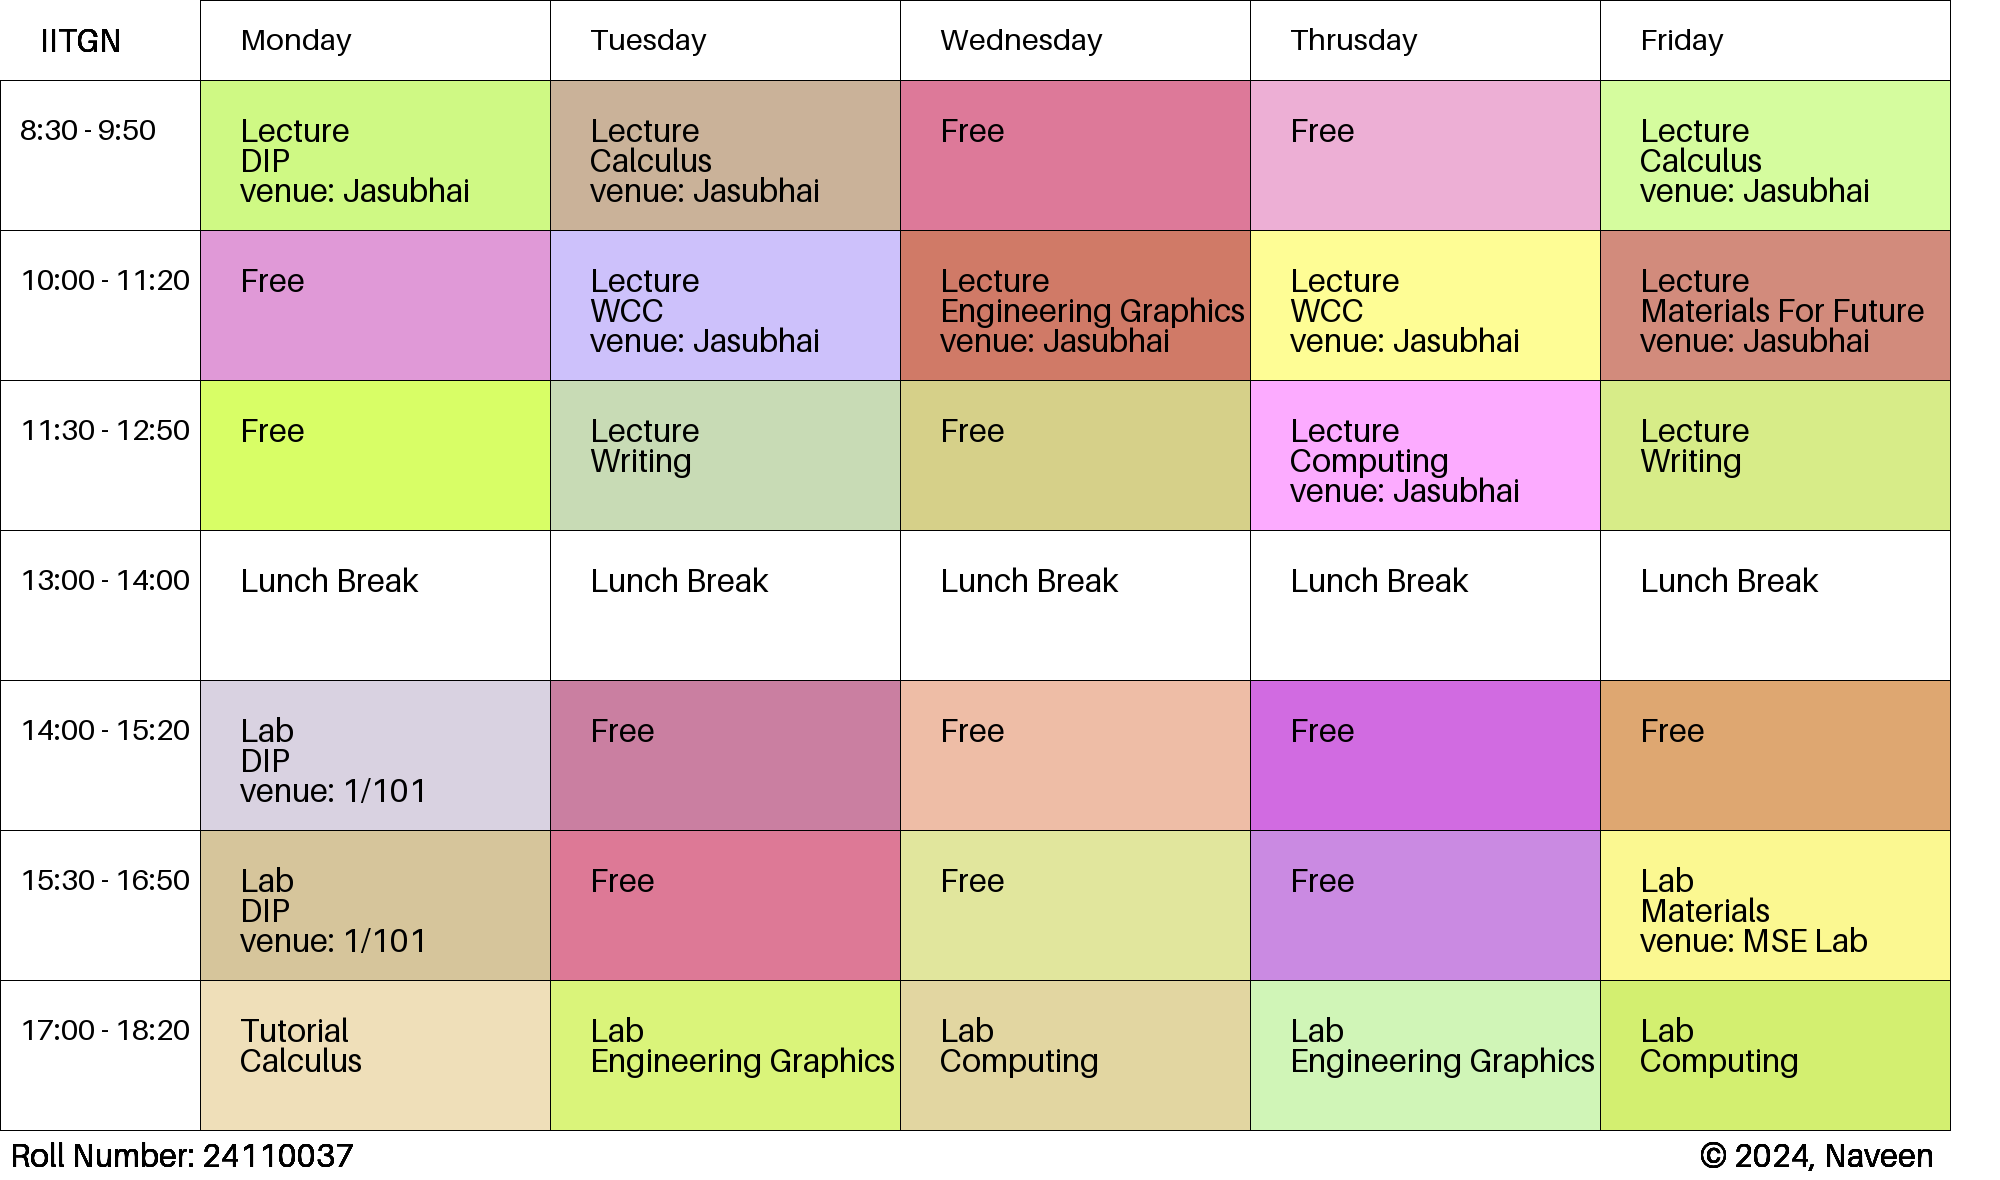 IITGN Monday Tuesday Wednesday Thrusday Friday
8:30 - 9:50
Lecture
DIP
venue: Jasubhai
Lecture
Calculus
venue: Jasubhai
Free
Free
Lecture
Calculus
venue: Jasubhai
10:00 - 11:20
Free
Lecture
WCC
venue: Jasubhai
Lecture
Engineering Graphics
venue: Jasubhai
Lecture
WCC
venue: Jasubhai
Lecture
Materials For Future
venue: Jasubhai
11:30 - 12:50
Free
Lecture
Writing
Free
Lecture
Computing
venue: Jasubhai
Lecture
Writing
13:00 - 14:00
Lunch Break
Lunch Break
Lunch Break
Lunch Break
Lunch Break
14:00 - 15:20
Lab
DIP
venue: 1/101
Free
Free
Free
Free
15:30 - 16:50
Lab
DIP
venue: 1/101
Free
Free
Free
Lab
Materials
venue: MSE Lab
17:00 - 18:20
Tutorial
Calculus
Lab
Engineering Graphics
Lab
Computing
Lab
Engineering Graphics
Lab
Computing
Roll Number: 24110037
© 2024, Naveen